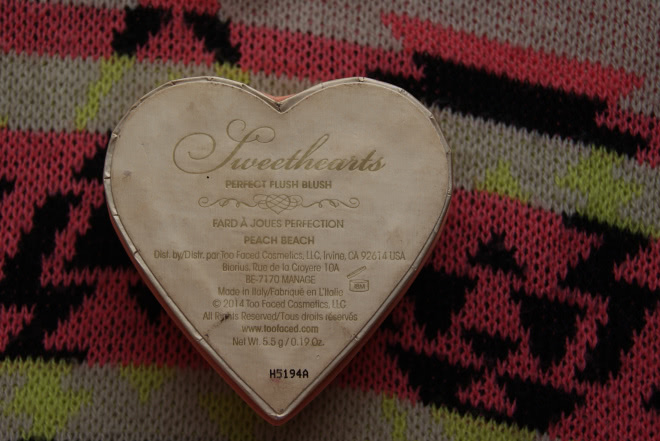 Sweethearts
PERFECT FLUSH BLUSH
FARD À JOUES PERFECTION
PEACH BEACH
Dist. by/Distr. par Too Faced Cosmetics, LLC, Irvine, CA 92614 USA
Biorius: Rue de la Crayere 10A
BE-7170 MANAGE
Made in Italy/Fabriqué en L'Italie
© 2014 Too Faced Cosmetics, LLC
All Rights Reserved/Tous droits réservés
www.toofaced.com
Net Wt. 5.5 g / 0.19 Oz.
H5194A